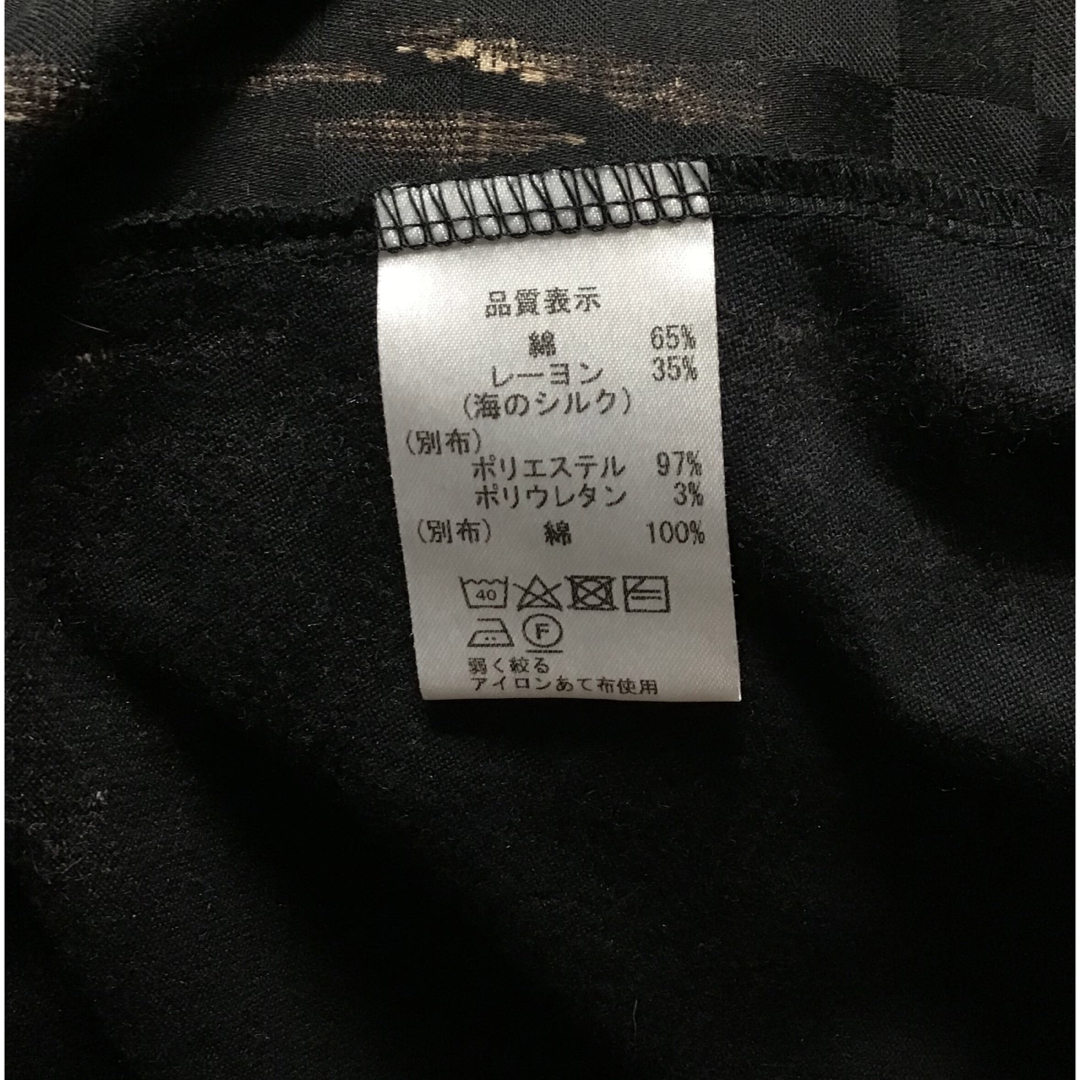 品質表示
綿 65%
レーヨン 35%
(海のシルク)
(別布)
ポリエステル 97%
ポリウレタン 3%
(別布) 綿 100%
40
F
弱く絞る
アイロンあて布使用